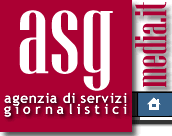 asg
media.it
agenzia di servizi
giornalistici